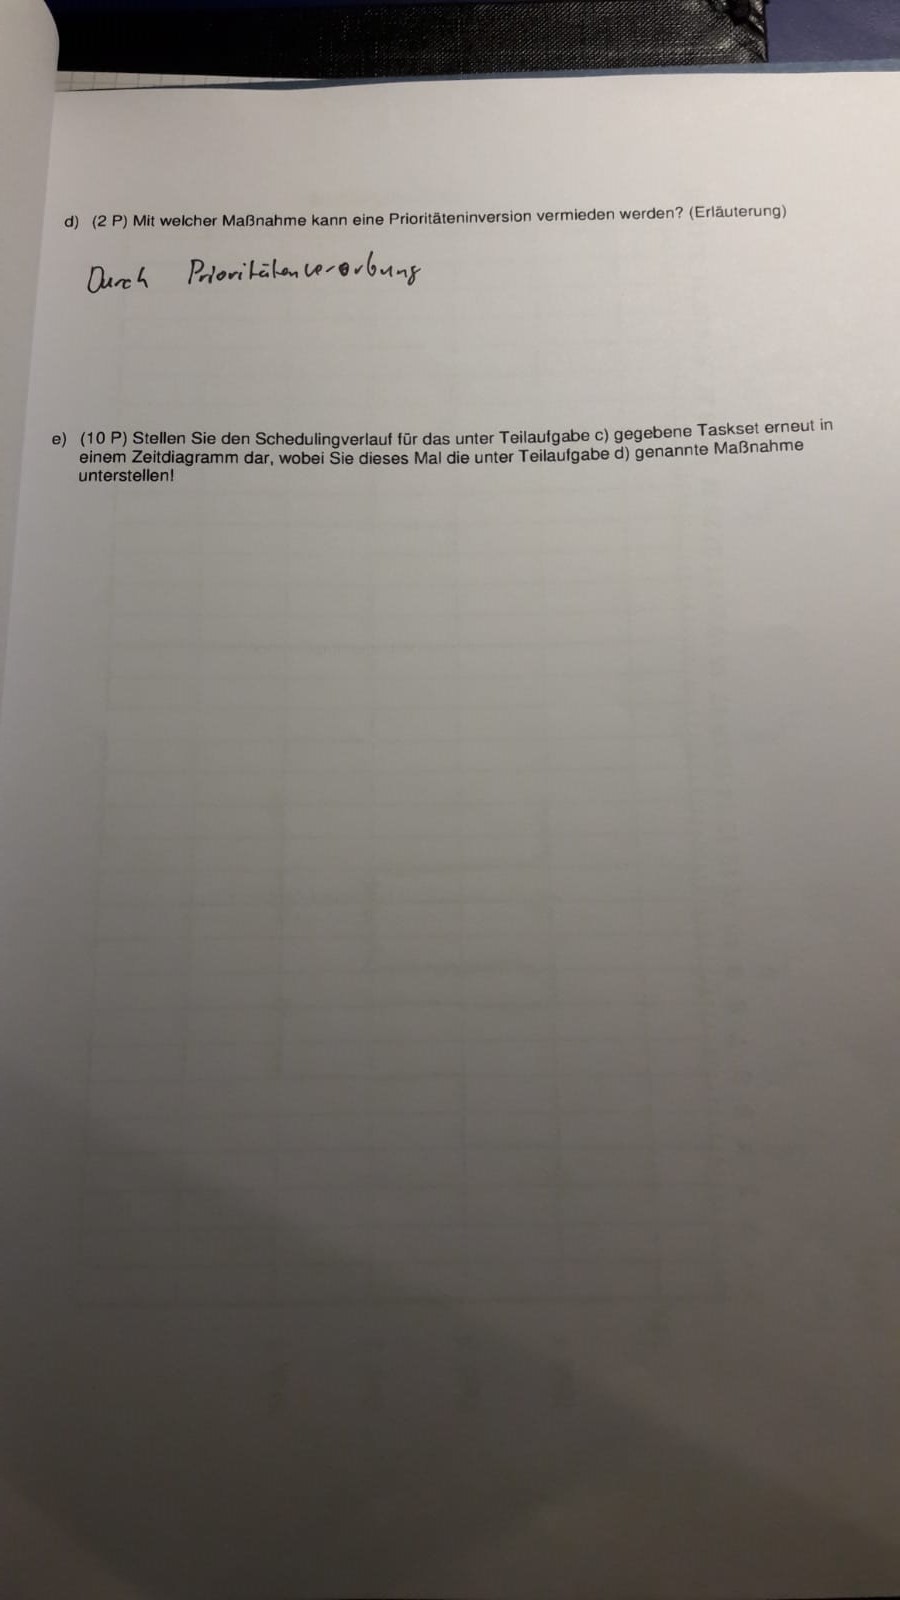 d) (2 P) Mit welcher Maßnahme kann eine Prioritäteninversion vermieden werden? (Erläuterung)
Durch Prioritätenvererbung
e) (10 P) Stellen Sie den Schedulingverlauf für das unter Teilaufgabe c) gegebene Taskset erneut in
einem Zeitdiagramm dar, wobei Sie dieses Mal die unter Teilaufgabe d) genannte Maßnahme
unterstellen!